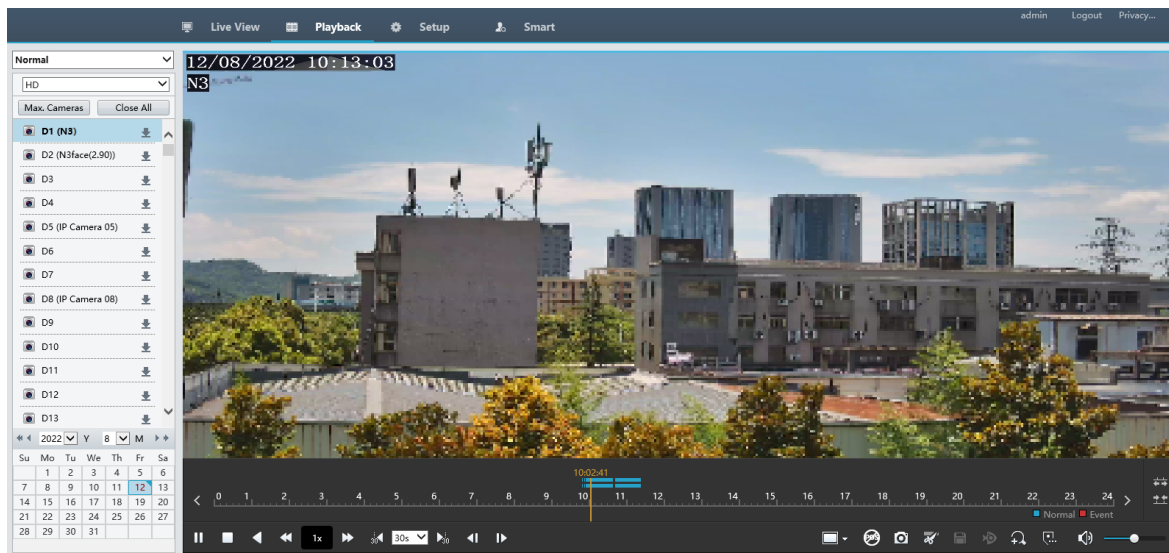 Live View Playback Setup Smart admin Logout Privacy...
Normal
HD
Max. Cameras Close All
D1 (N3)
D2 (N3face(2.90))
D3
D4
D5 (IP Camera 05)
D6
D7
D8 (IP Camera 08)
D9
D10
D11
D12
D13
2022 Y 8 M
Su Mo Tu We Th Fr Sa
1 2 3 4 5 6
7 8 9 10 11 12 13
14 15 16 17 18 19 20
21 22 23 24 25 26 27
28 29 30 31
12/08/2022 10:13:03
N3
10:02:41
0 1 2 3 4 5 6 7 8 9 10 11 12 13 14 15 16 17 18 19 20 21 22 23 24
Normal Event
1x 30 30s 30